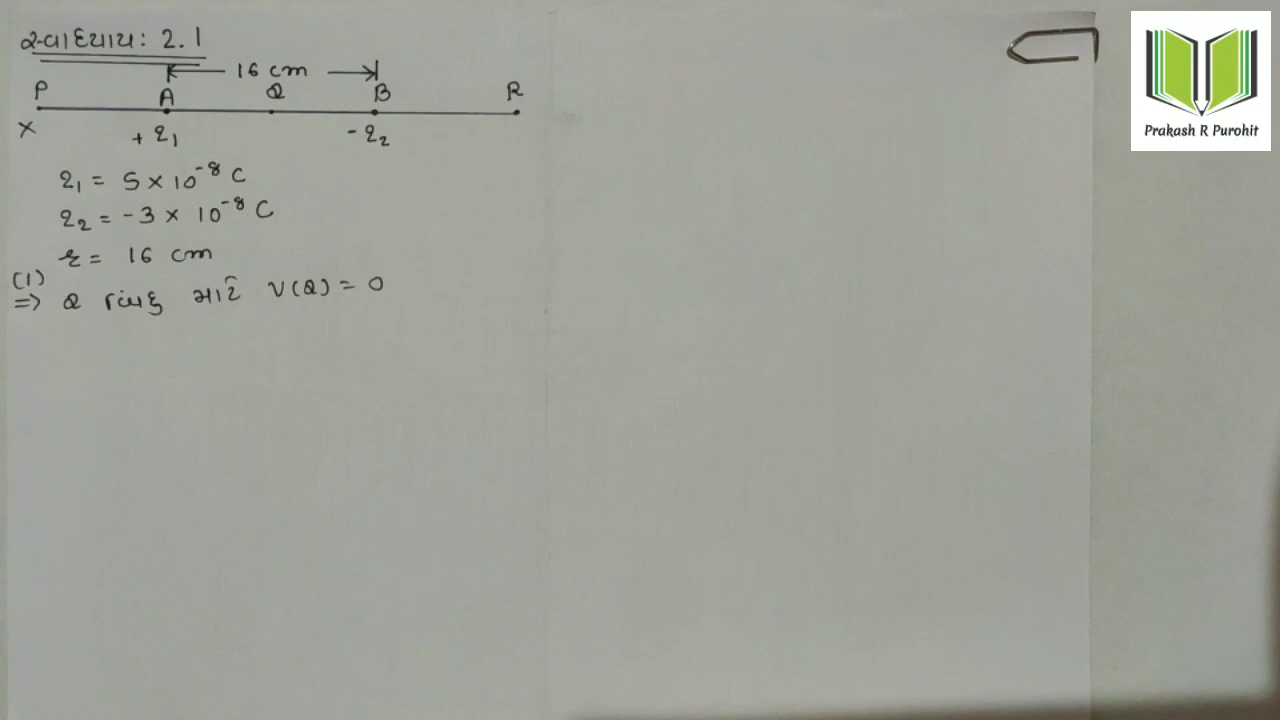 સ્વાધ્યાય: 2.1
16 cm
P A Q B R
X +q₁ -q₂
q₁ = 5 × 10⁻⁸ C
q₂ = -3 × 10⁻⁸ C
r = 16 cm
(1)
⇒ Q બિંદુ માટે V(Q) = 0
Prakash R Purohit